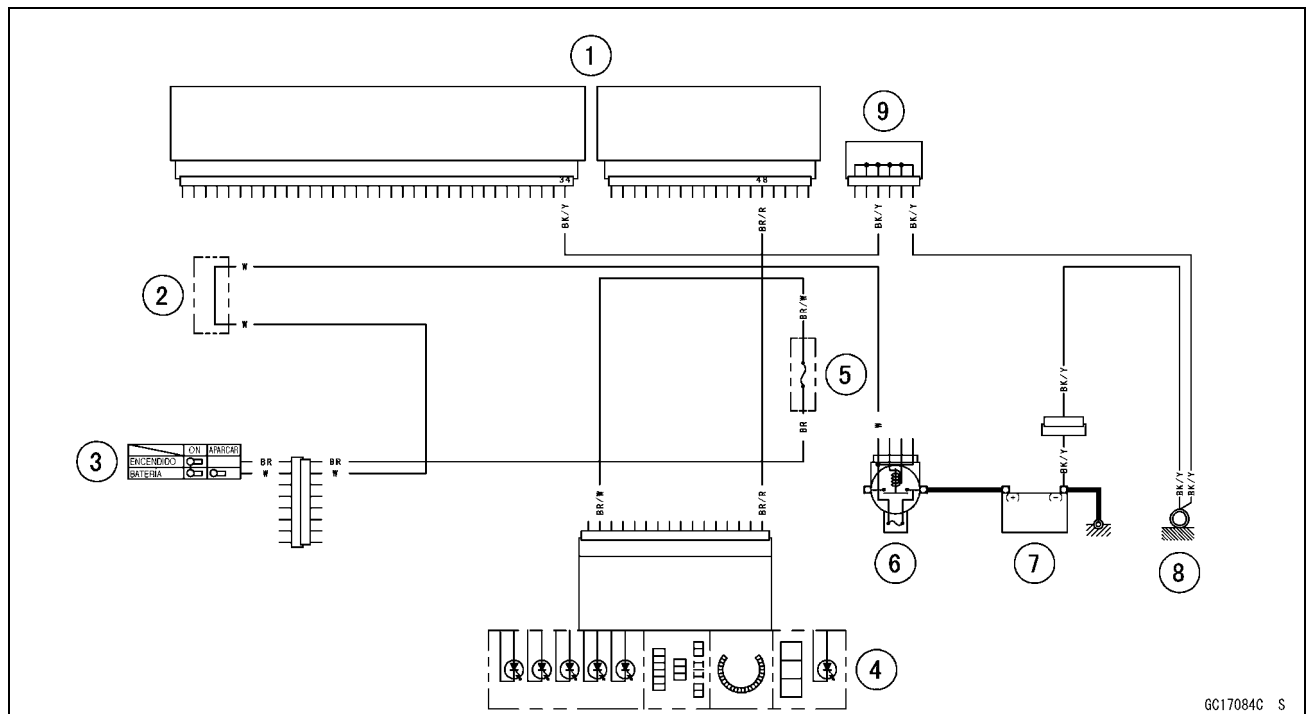 1
9
34
48
BK/Y
BR/R
BK/Y
BK/Y
2
W
W
BR/W
5
BK/Y
BR
W
3
ON APARCAR
ENCENDIDO
BATERIA
BR
W
BR
W
BR/W
BR/R
BK/Y
(+)
(-)
BK/Y
BK/Y
6
7
8
4
GC17084C S